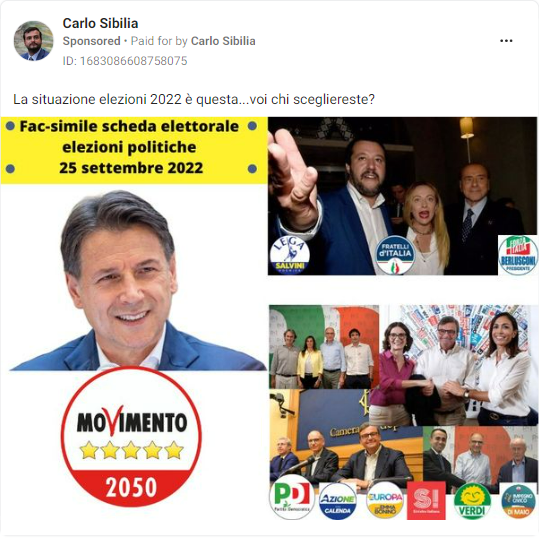 Carlo Sibilia
Sponsored • Paid for by Carlo Sibilia
ID: 1683086608758075
La situazione elezioni 2022 è questa...voi chi scegliereste?
Fac-simile scheda elettorale
elezioni politiche
25 settembre 2022
LEGA
SALVINI
PREMIER
FRATELLI
d'ITALIA
FORZA
ITALIA
BERLUSCONI
PRESIDENTE
MOVIMENTO
2050
Camera dei
PD
Partito Democratico
AZIONE
CALENDA
+EUROPA
EMMA
BONINO
S!
Sinistra Italiana
VERDI
IMPEGNO
CIVICO
DI MAIO